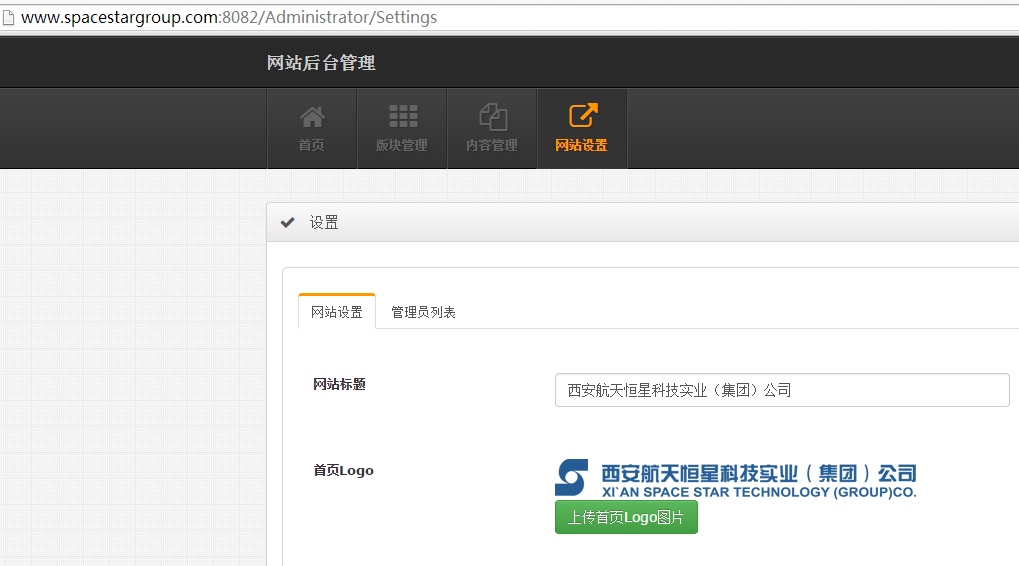 www.spacestargroup.com:8082/Administrator/Settings
网站后台管理
首页 版块管理 内容管理 网站设置
设置
网站设置 管理员列表
网站标题 西安航天恒星科技实业（集团）公司
首页Logo 西安航天恒星科技实业（集团）公司
XI'AN SPACE STAR TECHNOLOGY (GROUP)CO.
上传首页Logo图片